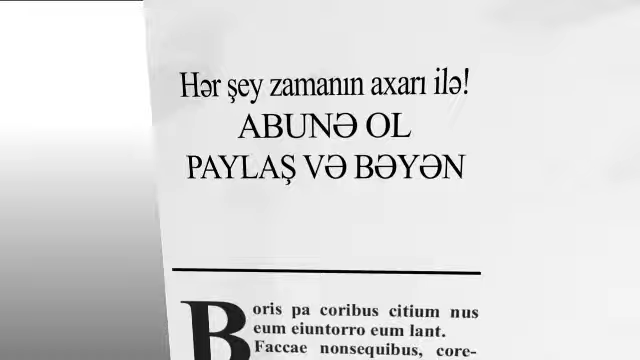 Hər şey zamanın axarı ilə!
ABUNƏ OL
PAYLAŞ VƏ BƏYƏN
Boris pa coribus citium nus
eum eiuntorro eum lant.
Faccae nonsequibus, core-